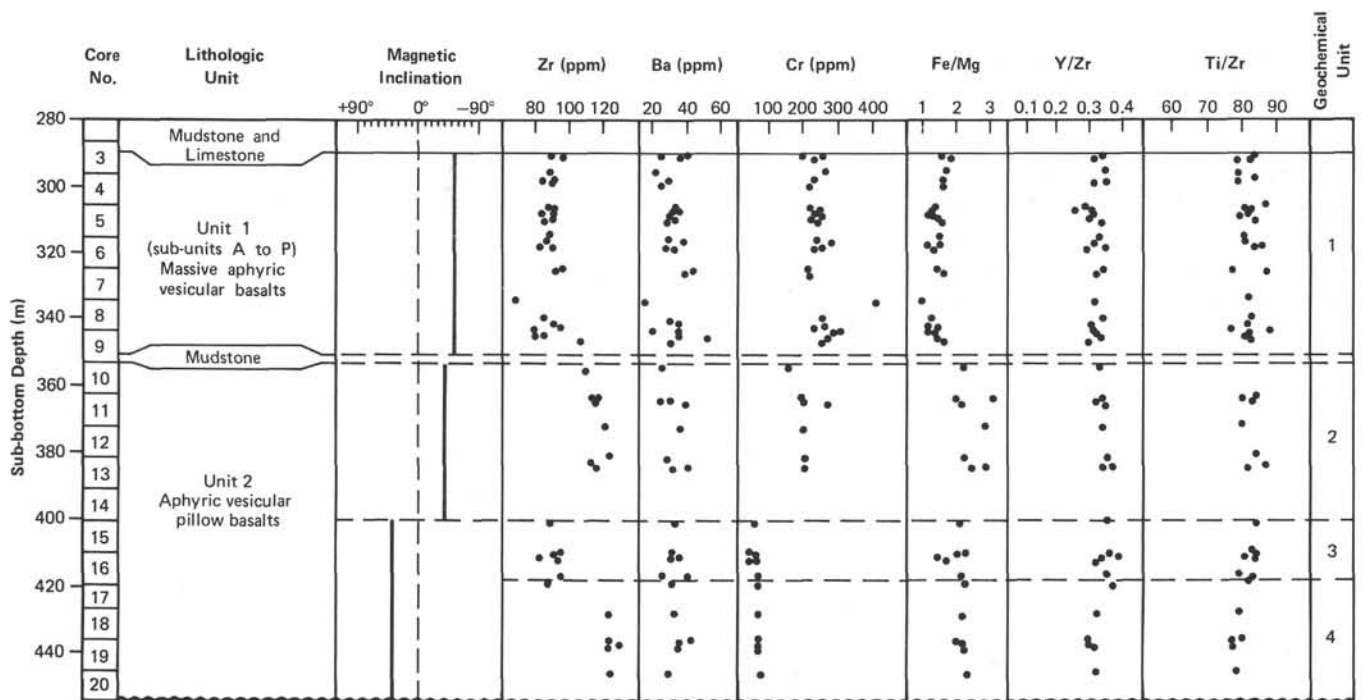 Core
No.
Lithologic
Unit
Magnetic
Inclination
+90° 0° −90°
Zr (ppm)
80 100 120
Ba (ppm)
20 40 60
Cr (ppm)
100 200 300 400
Fe/Mg
1 2 3
Y/Zr
0.1 0.2 0.3 0.4
Ti/Zr
60 70 80 90
Geochemical
Unit
Sub-bottom Depth (m)
280
300
320
340
360
380
400
420
440
3
4
5
6
7
8
9
10
11
12
13
14
15
16
17
18
19
20
Mudstone and
Limestone
Unit 1
(sub-units A to P)
Massive aphyric
vesicular basalts
Mudstone
Unit 2
Aphyric vesicular
pillow basalts
1
2
3
4